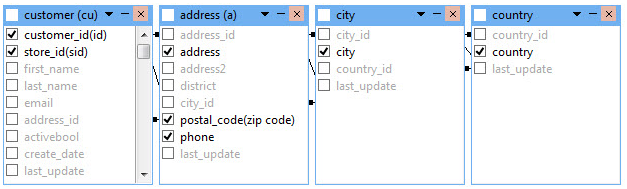 customer (cu)
customer_id(id)
store_id(sid)
first_name
last_name
email
address_id
activebool
create_date
last_update
address (a)
address_id
address
address2
district
city_id
postal_code(zip code)
phone
last_update
city
city_id
city
country_id
last_update
country
country_id
country
last_update